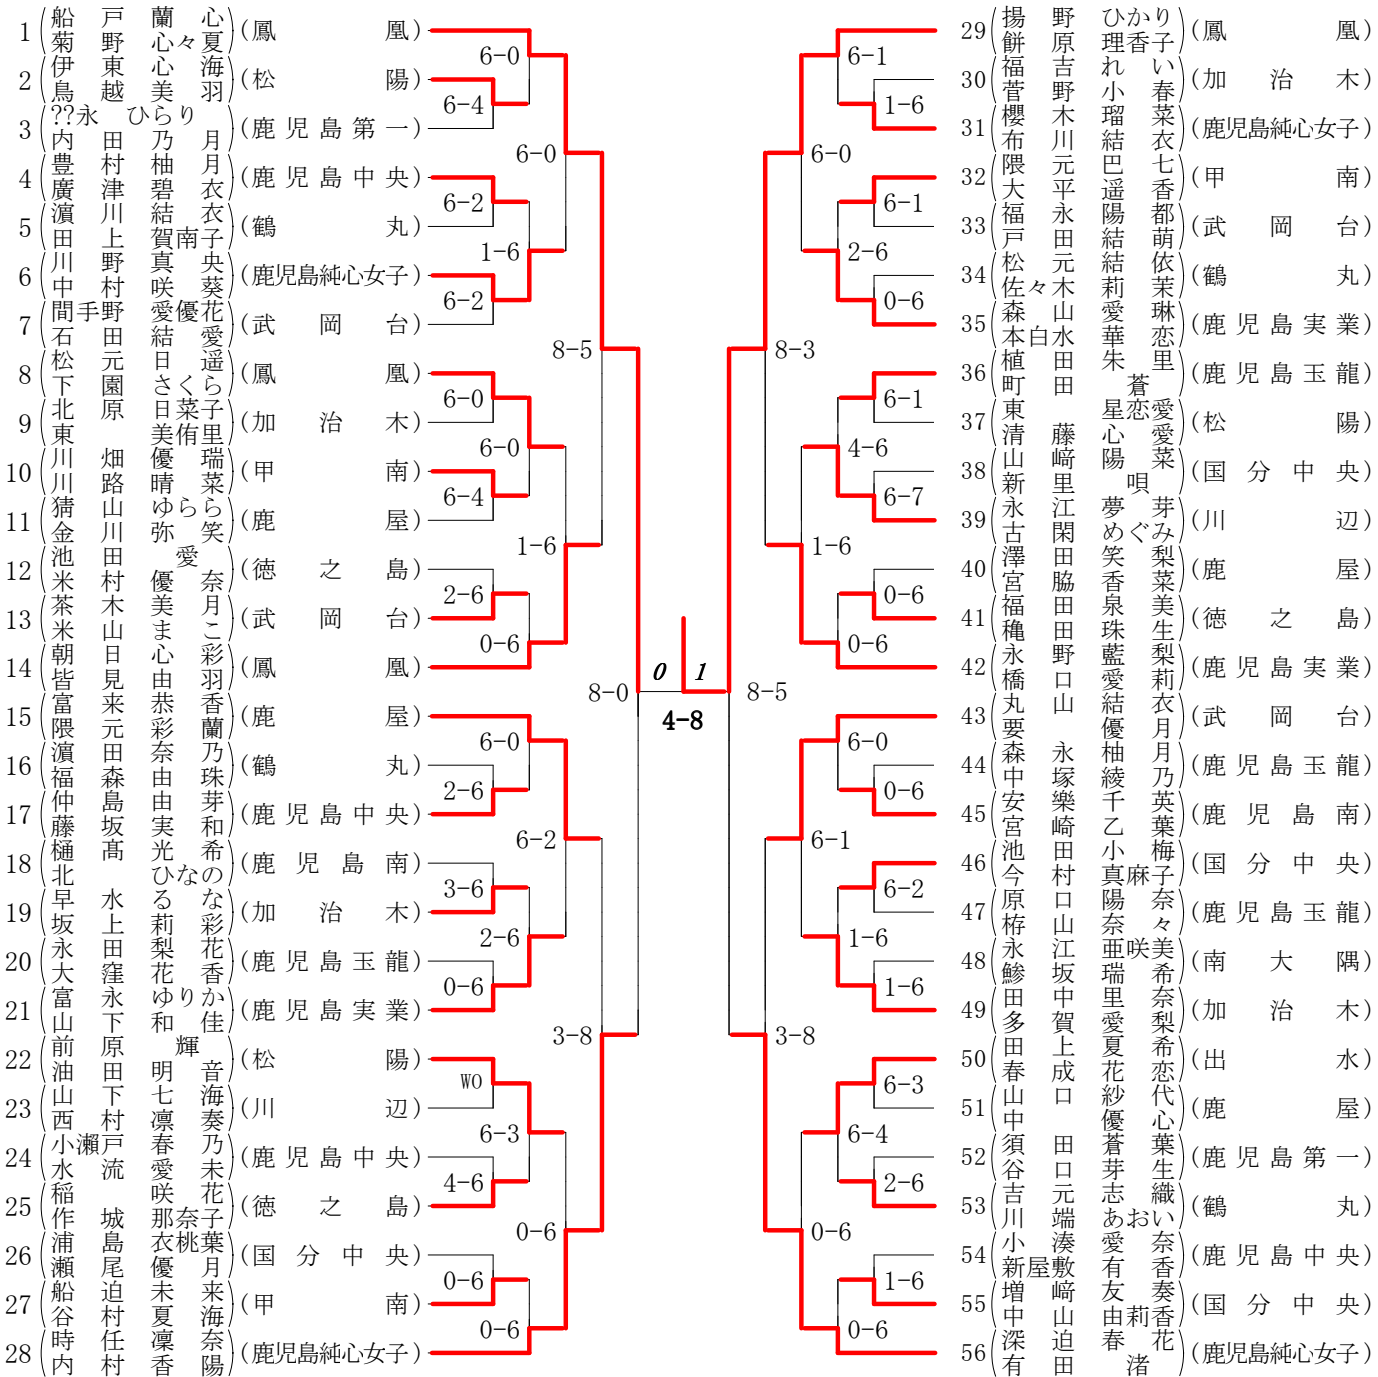 1 船戸蘭心 菊野心々夏 (鳳凰)
2 伊東心海 鳥越美羽 (松陽)
3 ??永ひらり 内田乃月 (鹿児島第一)
4 豊村柚月 廣津碧衣 (鹿児島中央)
5 濵川結衣 田上賀南子 (鶴丸)
6 川野真央 中村咲葵 (鹿児島純心女子)
7 間手野愛優花 石田結愛 (武岡台)
8 松元日遥 下園さくら (鳳凰)
9 北原日菜子 東美侑里 (加治木)
10 川畑優瑞 川路晴菜 (甲南)
11 猜山ゆらら 金川弥笑 (鹿屋)
12 池田愛 米村優奈 (徳之島)
13 茶木美月 米山まこ (武岡台)
14 朝日心彩 皆見由羽 (鳳凰)
15 富来恭香 隈元彩蘭 (鹿屋)
16 濵田奈乃 福森由珠 (鶴丸)
17 仲島由芽 藤坂実和 (鹿児島中央)
18 樋髙光希 北ひなの (鹿児島南)
19 早水るな 坂上莉彩 (加治木)
20 永田梨花 大窪花香 (鹿児島玉龍)
21 富永ゆりか 山下和佳 (鹿児島実業)
22 前原輝 油田明音 (松陽)
23 山下七海 西村凛奏 (川辺)
24 小瀬戸春乃 水流愛未 (鹿児島中央)
25 稲咲花 作城那奈子 (徳之島)
26 浦島衣桃葉 瀬尾優月 (国分中央)
27 船迫未来 谷村夏海 (甲南)
28 時任凜奈 内村香陽 (鹿児島純心女子)
6-0
6-4
6-0
6-2
1-6
6-2
8-5
6-0
6-0
6-4
1-6
2-6
0-6
8-0
6-0
2-6
6-2
3-6
2-6
0-6
3-8
WO
6-3
4-6
0-6
0-6
0-6
0 1
4-8
29 揚野ひかり 餅原理香子 (鳳凰)
30 福吉れい 菅野小春 (加治木)
31 櫻木瑠菜 布川結衣 (鹿児島純心女子)
32 隈元巴七 大平遥香 (甲南)
33 福永陽都 戸田結萌 (武岡台)
34 松元結依 佐々木莉茉 (鶴丸)
35 森山愛琳 本白水華恋 (鹿児島実業)
36 植田朱里 町田蒼 (鹿児島玉龍)
37 東星恋愛 清藤心愛 (松陽)
38 山﨑陽菜 新里唄 (国分中央)
39 永江夢芽 古閑めぐみ (川辺)
40 澤田笑梨 宮脇香菜 (鹿屋)
41 福田泉美 穐田珠生 (徳之島)
42 永野藍梨 橋口愛莉 (鹿児島実業)
43 丸山結衣 要優月 (武岡台)
44 森永柚月 中塚綾乃 (鹿児島玉龍)
45 安樂千英 宮崎乙葉 (鹿児島南)
46 池田小梅 今村真麻子 (国分中央)
47 原口陽奈 栫山奈々 (鹿児島玉龍)
48 永江亜咲美 鯵坂瑞希 (南大隅)
49 田中里奈 多賀愛梨 (加治木)
50 田上夏希 春成花恋 (出水)
51 山口紗代 中優心 (鹿屋)
52 須田蒼葉 谷口芽生 (鹿児島第一)
53 吉元志織 川端あおい (鶴丸)
54 小湊愛奈 新屋敷有香 (鹿児島中央)
55 増﨑友奏 中山由莉香 (国分中央)
56 深迫春花 有田渚 (鹿児島純心女子)
6-1
1-6
6-0
6-1
2-6
0-6
8-3
6-1
4-6
6-7
1-6
0-6
0-6
8-5
6-0
0-6
6-1
6-2
1-6
1-6
3-8
6-3
6-4
2-6
0-6
1-6
0-6